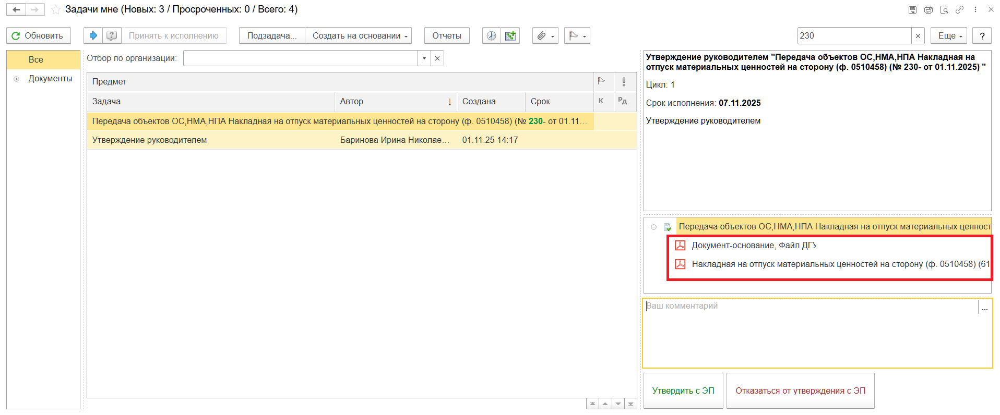 Задачи мне (Новых: 3 / Просроченных: 0 / Всего: 4)
Обновить
Принять к исполнению
Подзадача...
Создать на основании
Отчеты
230
Еще
?
Все
Документы
Отбор по организации:
Предмет
Задача
Автор
Создана
Срок
К
Рд
Передача объектов ОС,НМА,НПА Накладная на отпуск материальных ценностей на сторону (ф. 0510458) (№ 230- от 01.11...
Утверждение руководителем
Баринова Ирина Николае...
01.11.25 14:17
Утверждение руководителем "Передача объектов ОС,НМА,НПА Накладная на
отпуск материальных ценностей на сторону (ф. 0510458) (№ 230- от 01.11.2025) "
Цикл: 1
Срок исполнения: 07.11.2025
Утверждение руководителем
Передача объектов ОС,НМА,НПА Накладная на отпуск материальных ценност
Документ-основание, Файл ДГУ
Накладная на отпуск материальных ценностей на сторону (ф. 0510458) (61
Ваш комментарий
...
Утвердить с ЭП
Отказаться от утверждения с ЭП